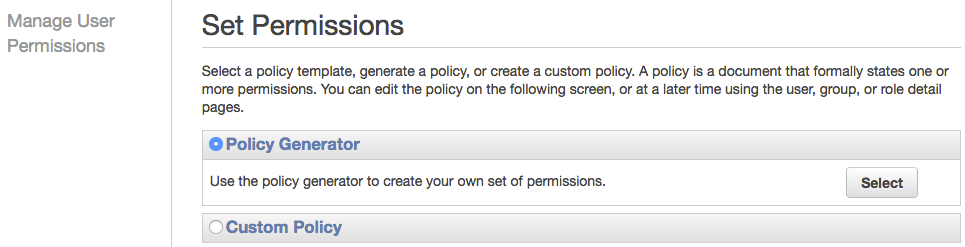 Manage User
Permissions
Set Permissions
Select a policy template, generate a policy, or create a custom policy. A policy is a document that formally states one or
more permissions. You can edit the policy on the following screen, or at a later time using the user, group, or role detail
pages.
Policy Generator
Use the policy generator to create your own set of permissions.
Select
Custom Policy